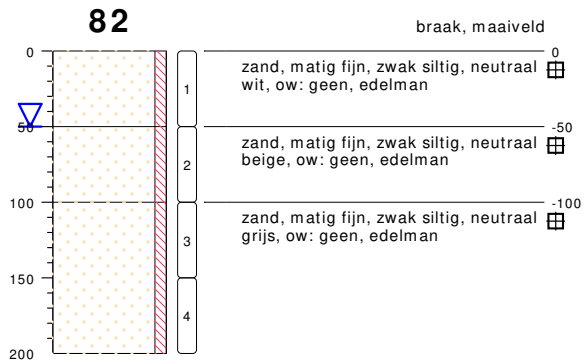 82
braak, maaiveld
0
50
100
150
200
1
2
3
4
0
zand, matig fijn, zwak siltig, neutraal
wit, ow: geen, edelman
-50
zand, matig fijn, zwak siltig, neutraal
beige, ow: geen, edelman
-100
zand, matig fijn, zwak siltig, neutraal
grijs, ow: geen, edelman